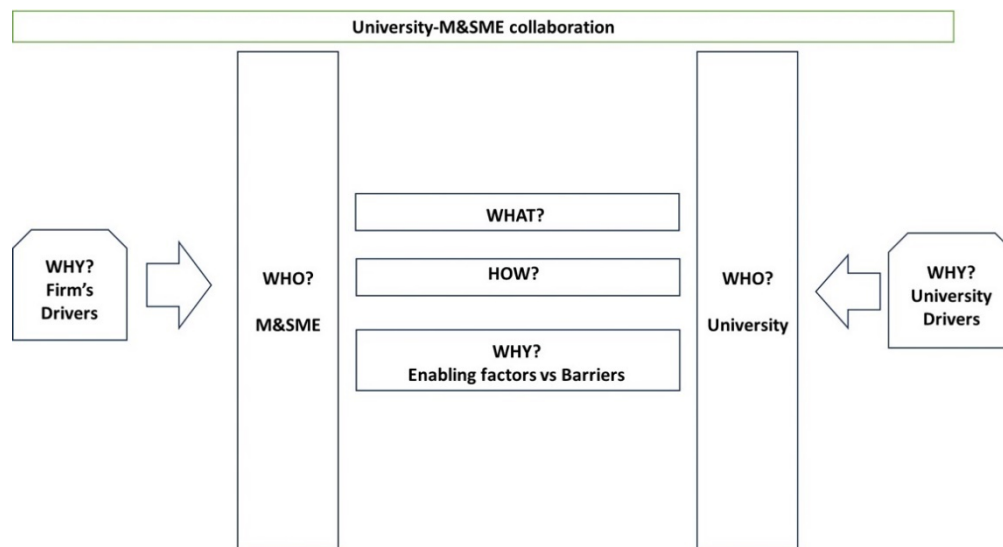 University-M&SME collaboration
WHY?
Firm's
Drivers
WHO?
M&SME
WHAT?
HOW?
WHY?
Enabling factors vs Barriers
WHO?
University
WHY?
University
Drivers